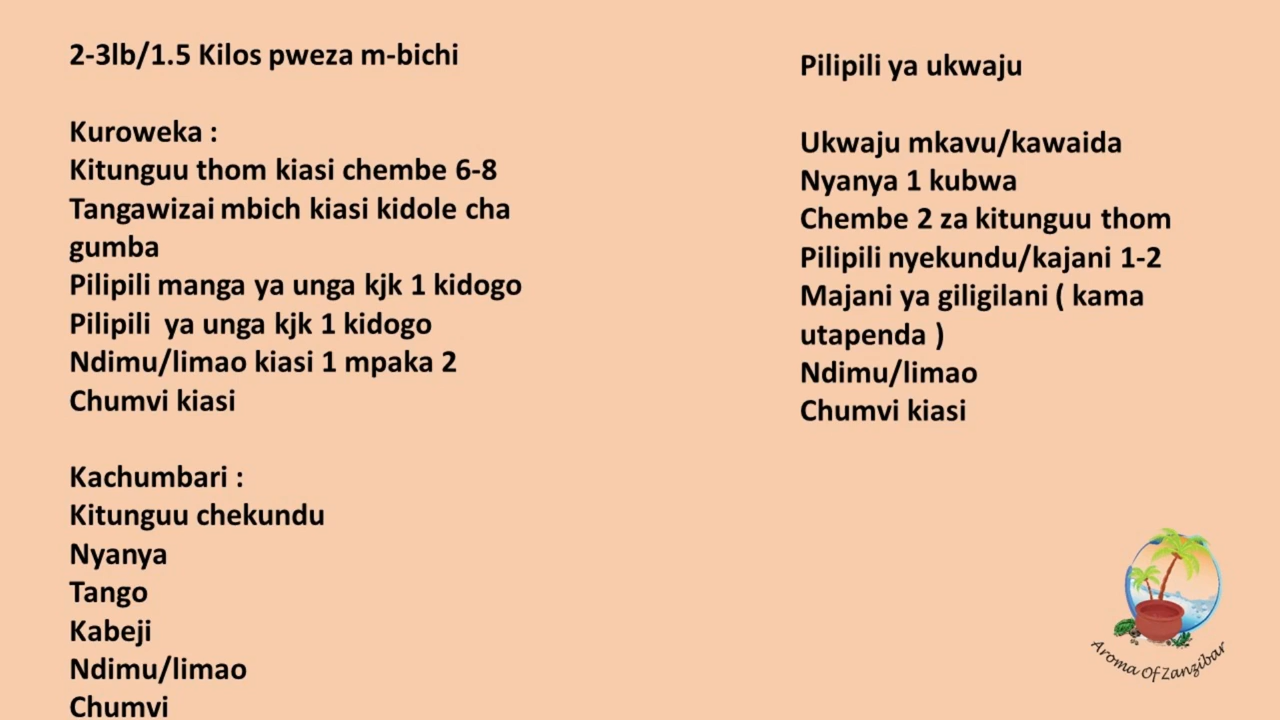 2-3lb/1.5 Kilos pweza m-bichi
Kuroweka :
Kitunguu thom kiasi chembe 6-8
Tangawizai mbich kiasi kidole cha
gumba
Pilipili manga ya unga kjk 1 kidogo
Pilipili  ya unga kjk 1 kidogo
Ndimu/limao kiasi 1 mpaka 2
Chumvi kiasi
Kachumbari :
Kitunguu chekundu
Nyanya
Tango
Kabeji
Ndimu/limao
Chumvi
Pilipili ya ukwaju
Ukwaju mkavu/kawaida
Nyanya 1 kubwa
Chembe 2 za kitunguu thom
Pilipili nyekundu/kajani 1-2
Majani ya giligilani ( kama
utapenda )
Ndimu/limao
Chumvi kiasi
Aroma Of Zanzibar